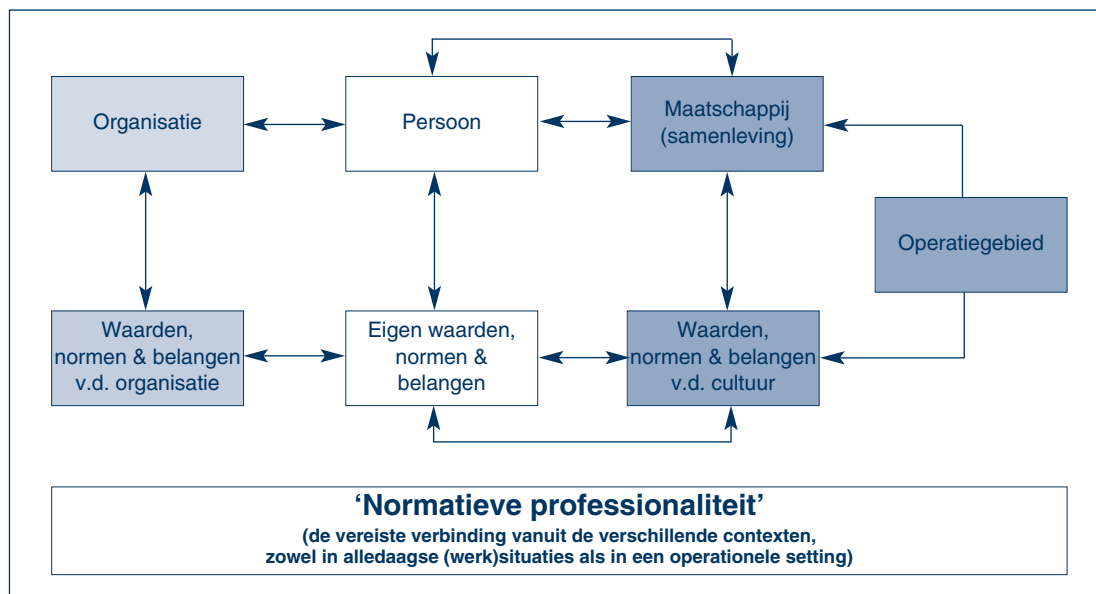 Organisatie
Persoon
Maatschappij
(samenleving)
Operatiegebied
Waarden,
normen & belangen
v.d. organisatie
Eigen waarden,
normen &
belangen
Waarden,
normen & belangen
v.d. cultuur
‘Normatieve professionaliteit’
(de vereiste verbinding vanuit de verschillende contexten,
zowel in alledaagse (werk)situaties als in een operationele setting)